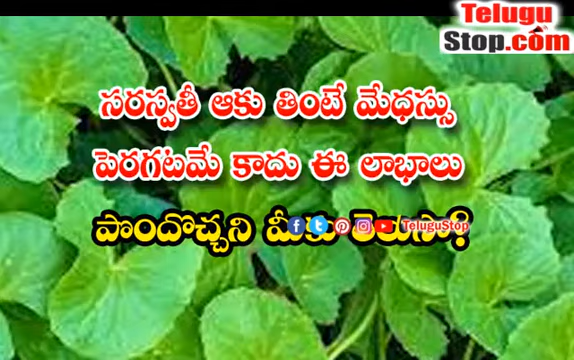 Telugu
Stop.com
సరస్వతీ ఆకు తింటే మేధస్సు
పెరగటమే కాదు ఈ లాభాలు
పొందొచ్చని మీకు తెలుసా?
TeluguStop